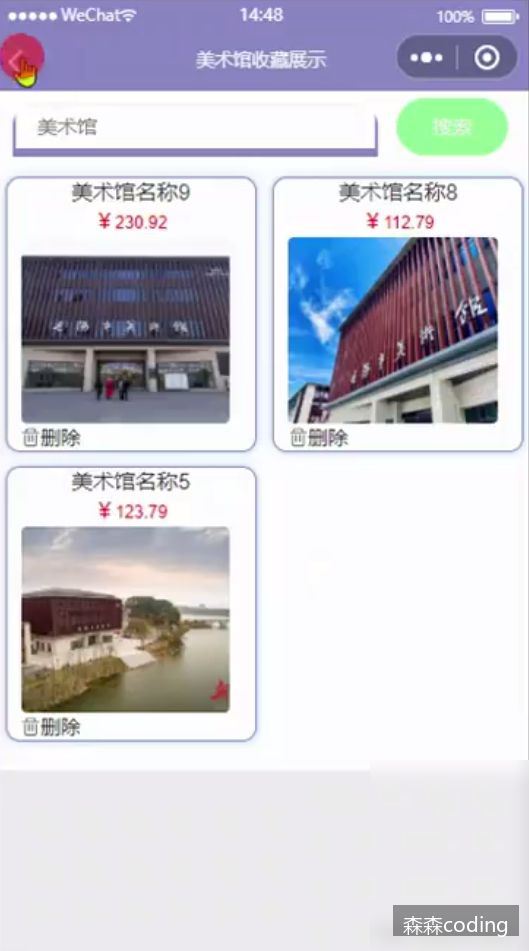 WeChat 14:48 100%
美术馆收藏展示
美术馆 搜索
美术馆名称9 美术馆名称8
￥230.92 ￥112.79
删除 删除
美术馆名称5
￥123.79
删除
森森coding